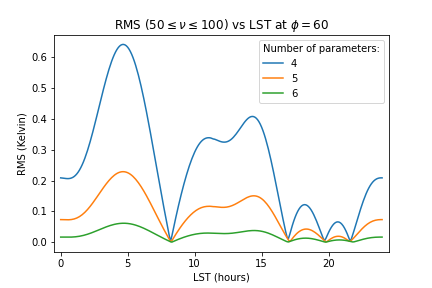 RMS (50 ≤ ν ≤ 100) vs LST at ϕ = 60
Number of parameters:
4
5
6
RMS (Kelvin)
0.6
0.5
0.4
0.3
0.2
0.1
0.0
0 5 10 15 20
LST (hours)